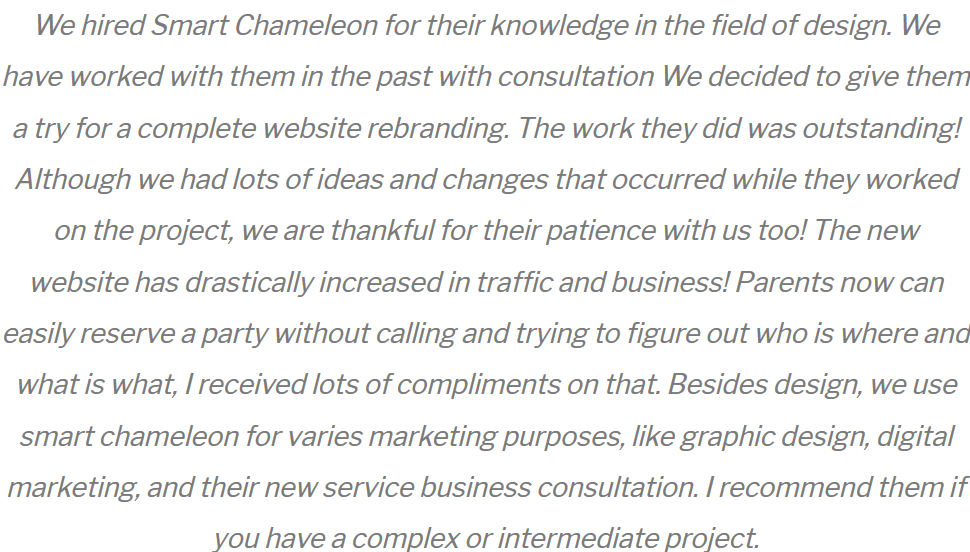 We hired Smart Chameleon for their knowledge in the field of design. We
have worked with them in the past with consultation We decided to give them
a try for a complete website rebranding. The work they did was outstanding!
Although we had lots of ideas and changes that occurred while they worked
on the project, we are thankful for their patience with us too! The new
website has drastically increased in traffic and business! Parents now can
easily reserve a party without calling and trying to figure out who is where and
what is what, I received lots of compliments on that. Besides design, we use
smart chameleon for varies marketing purposes, like graphic design, digital
marketing, and their new service business consultation. I recommend them if
you have a complex or intermediate project.